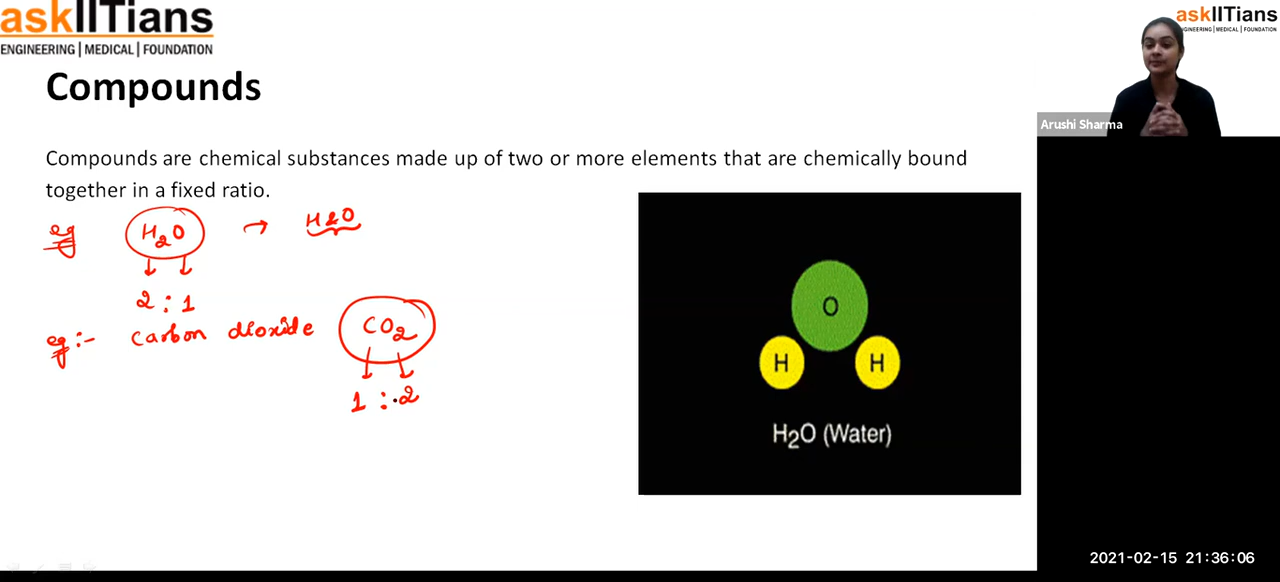 askIITians
ENGINEERING | MEDICAL | FOUNDATION
askIITians
ENGINEERING | MEDICAL | FOUNDATION
Compounds
Arushi Sharma
Compounds are chemical substances made up of two or more elements that are chemically bound
together in a fixed ratio.
eg H₂O → H&O
2 : 1
eg :- Carbon dioxide CO₂
1 : 2
O
H H
H₂O (Water)
2021-02-15 21:36:06